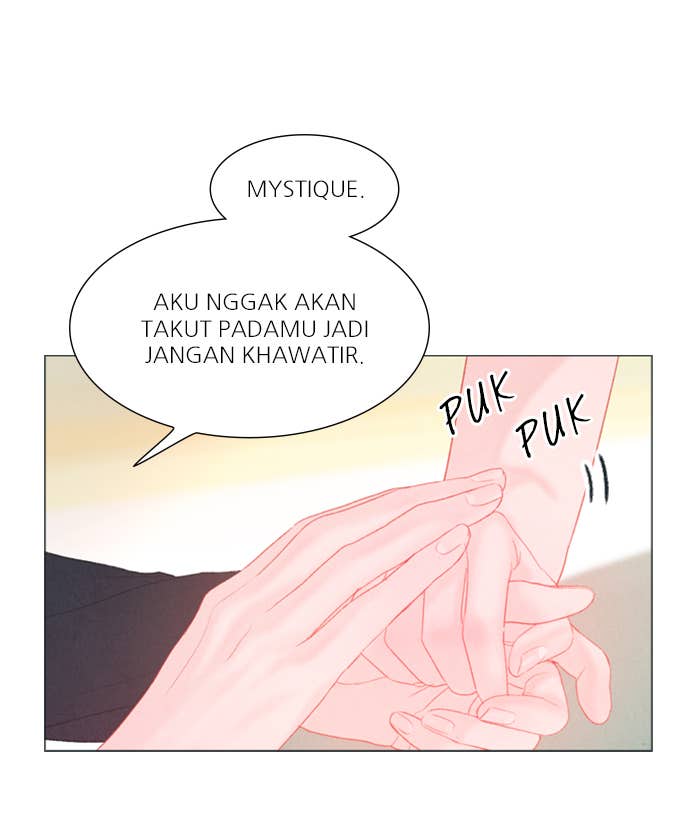 MYSTIQUE.
AKU NGGAK AKAN
TAKUT PADAMU JADI
JANGAN KHAWATIR.
PUK
PUK